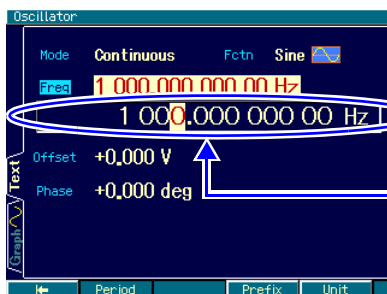 Oscillator
Mode Continuous Fctn Sine
Freq 1 000.000 000 00 Hz
1 000.000 000 00 Hz
Offset +0.000 V
Phase +0.000 deg
Text
Graph
Period Prefix Unit